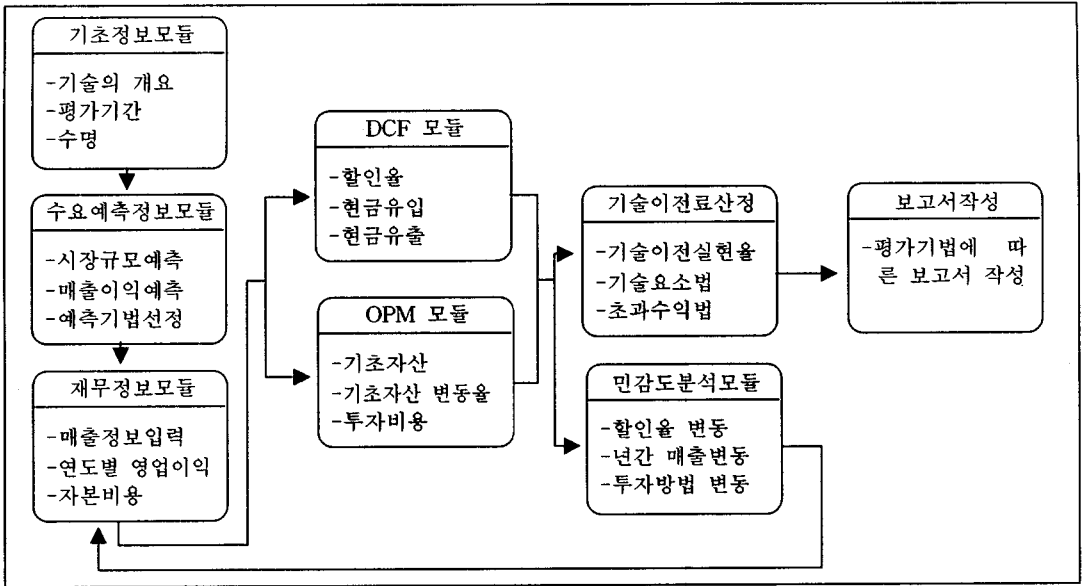 기초정보모듈
-기술의 개요
-평가기간
-수명
수요예측정보모듈
-시장규모예측
-매출이익예측
-예측기법선정
재무정보모듈
-매출정보입력
-연도별 영업이익
-자본비용
DCF 모듈
-할인율
-현금유입
-현금유출
OPM 모듈
-기초자산
-기초자산 변동율
-투자비용
기술이전료산정
-기술이전실현율
-기술요소법
-초과수익법
민감도분석모듈
-할인율 변동
-년간 매출변동
-투자방법 변동
보고서작성
-평가기법에 따
른 보고서 작성